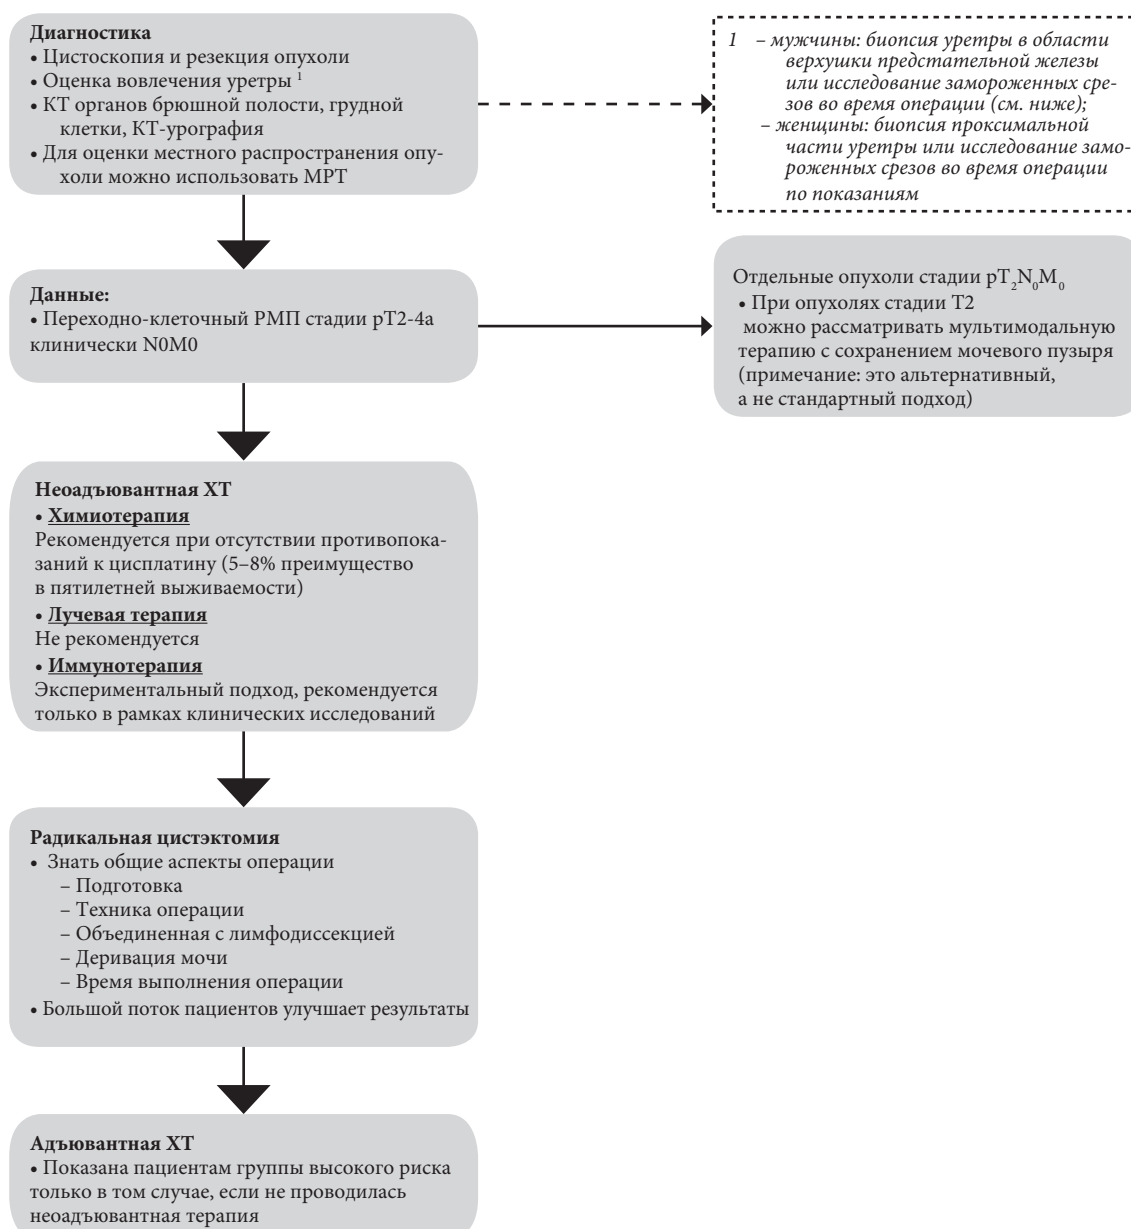 Диагностика
• Цистоскопия и резекция опухоли
• Оценка вовлечения уретры 1
• КТ органов брюшной полости, грудной
клетки, КТ-урография
• Для оценки местного распространения опу-
холи можно использовать МРТ
1 – мужчины: биопсия уретры в области
верхушки предстательной железы
или исследование замороженных сре-
зов во время операции (см. ниже);
– женщины: биопсия проксимальной
части уретры или исследование замо-
роженных срезов во время операции
по показаниям
Данные:
• Переходно-клеточный РМП стадии pT2-4a
клинически N0M0
Отдельные опухоли стадии pT2N0M0
• При опухолях стадии T2
можно рассматривать мультимодальную
терапию с сохранением мочевого пузыря
(примечание: это альтернативный,
а не стандартный подход)
Неоадъювантная ХТ
• Химиотерапия
Рекомендуется при отсутствии противопока-
заний к цисплатину (5–8% преимущество
в пятилетней выживаемости)
• Лучевая терапия
Не рекомендуется
• Иммунотерапия
Экспериментальный подход, рекомендуется
только в рамках клинических исследований
Радикальная цистэктомия
• Знать общие аспекты операции
– Подготовка
– Техника операции
– Объединенная с лимфодиссекцией
– Деривация мочи
– Время выполнения операции
• Большой поток пациентов улучшает результаты
Адъювантная ХТ
• Показана пациентам группы высокого риска
только в том случае, если не проводилась
неоадъювантная терапия